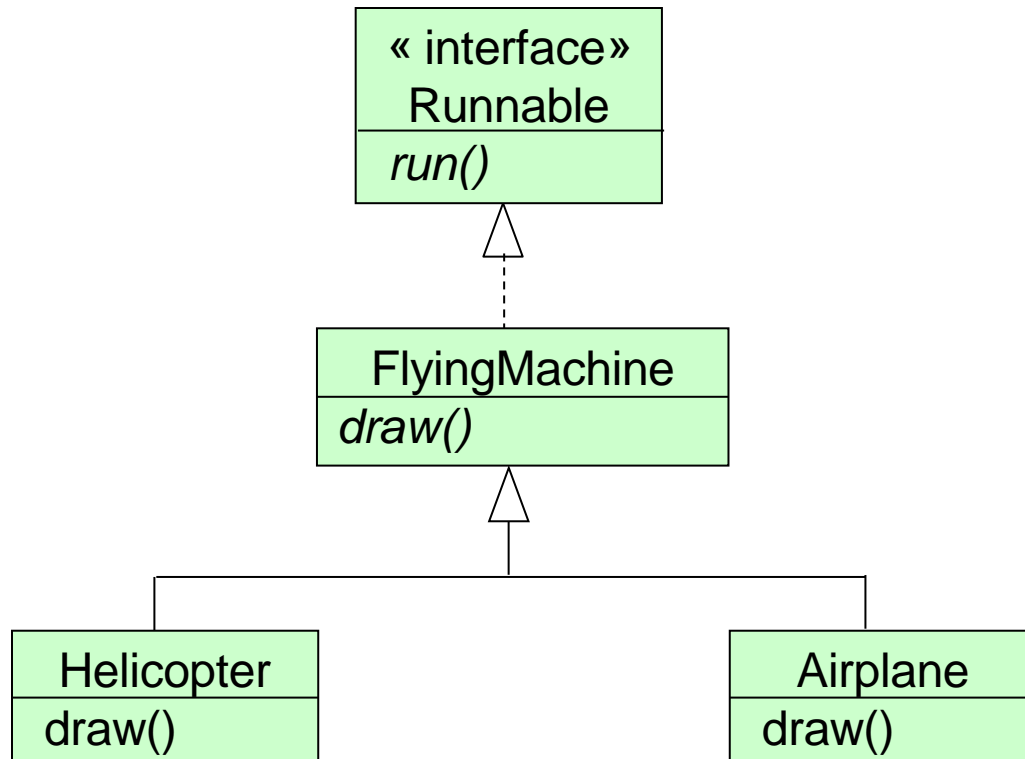 « interface»
Runnable
run()
FlyingMachine
draw()
Helicopter
draw()
Airplane
draw()